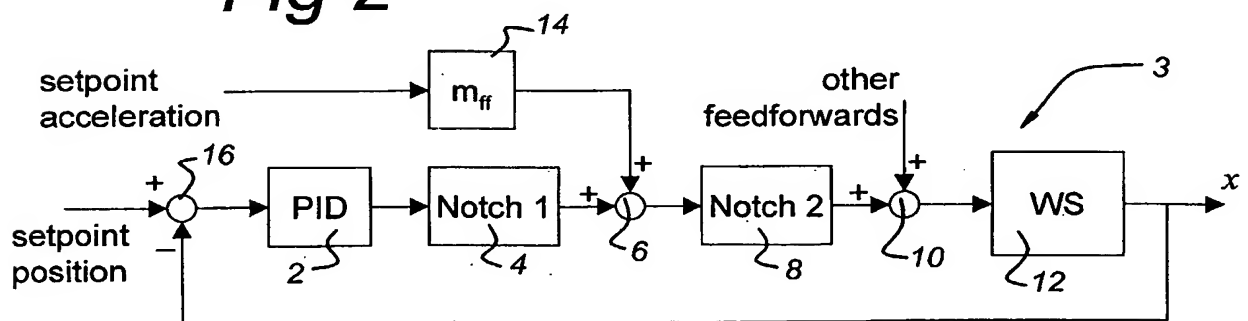 Fig 2
14
setpoint
acceleration
m_ff
other
feedforwards
3
16
+
+
+
+
+
−
setpoint
position
PID
Notch 1
Notch 2
WS
x
2
4
6
8
10
12